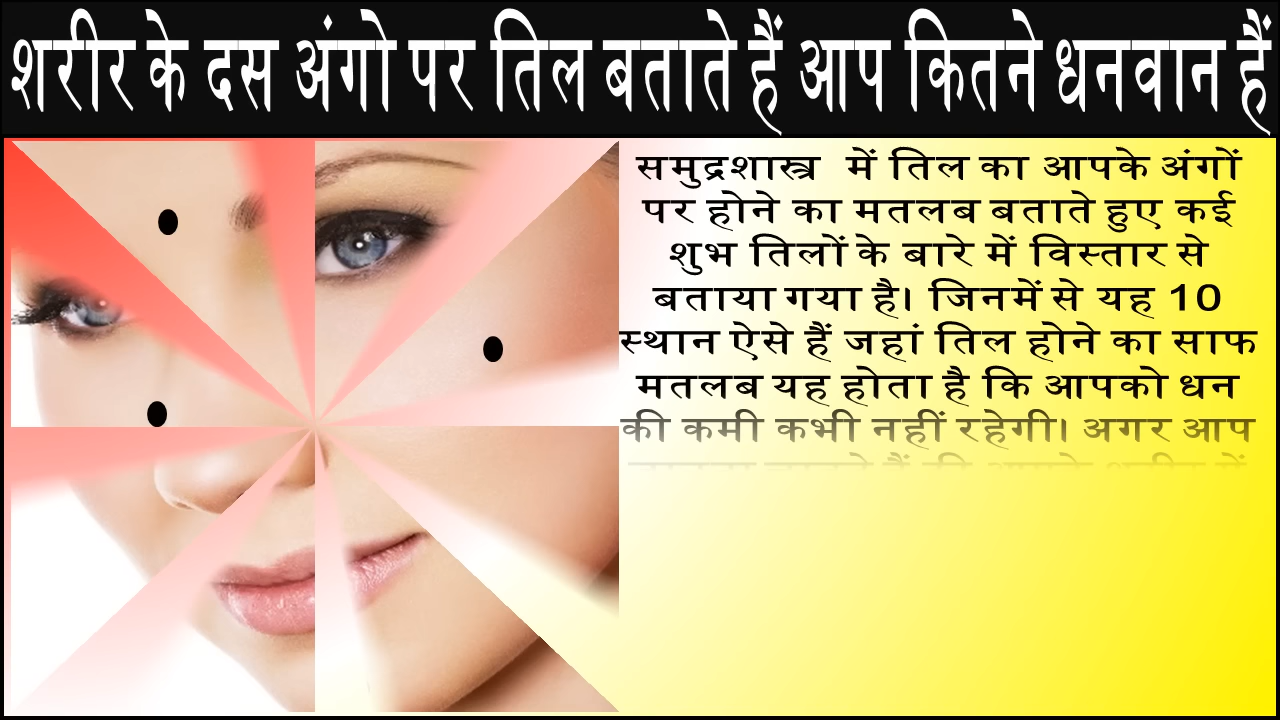 शरीर के दस अंगो पर तिल बताते हैं आप कितने धनवान हैं
समुद्रशास्त्र में तिल का आपके अंगों
पर होने का मतलब बताते हुए कई
शुभ तिलों के बारे में विस्तार से
बताया गया है। जिनमें से यह 10
स्थान ऐसे हैं जहां तिल होने का साफ
मतलब यह होता है कि आपको धन
की कमी कभी नहीं रहेगी। अगर आप